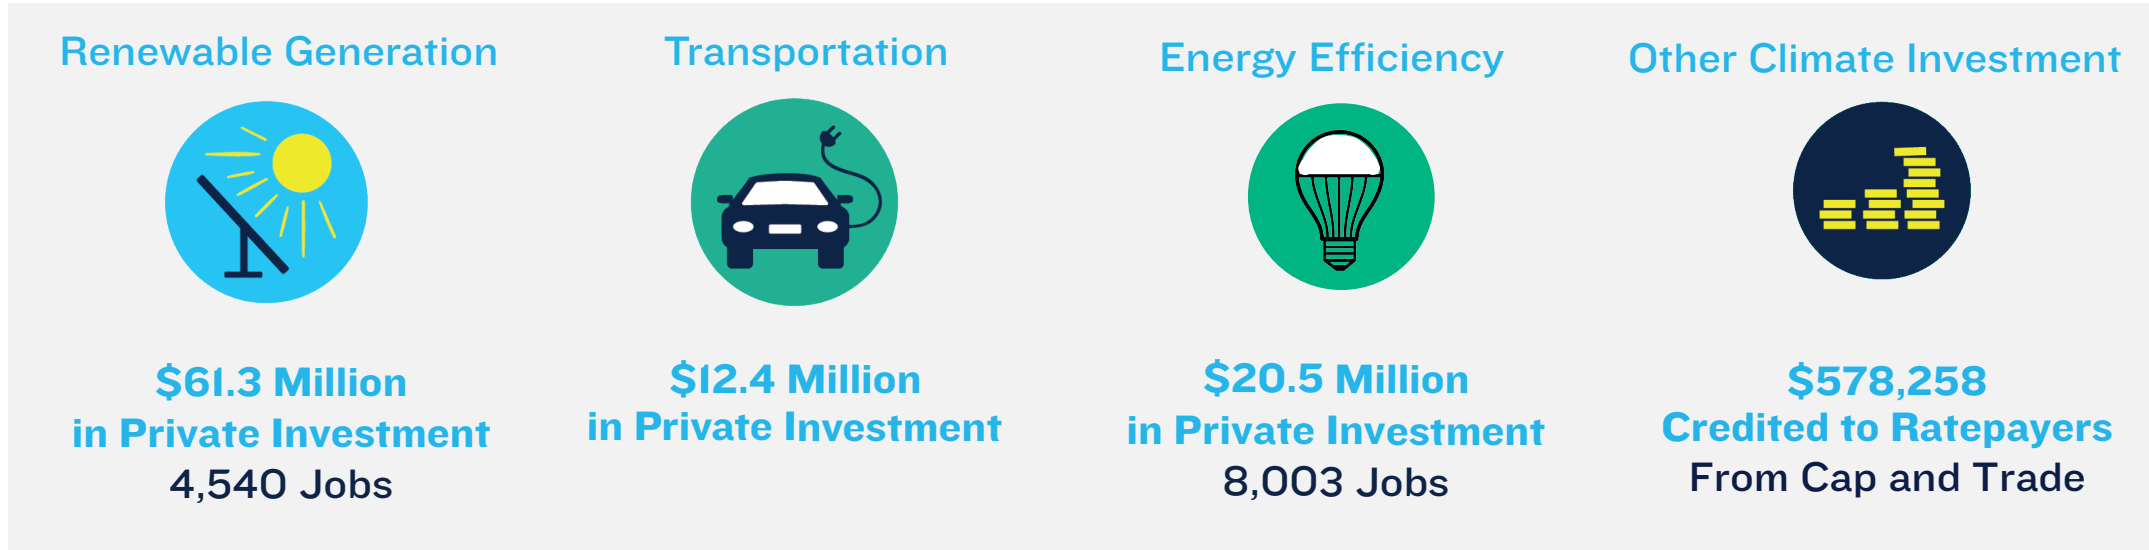 Renewable Generation
$61.3 Million
in Private Investment
4,540 Jobs
Transportation
$12.4 Million
in Private Investment
Energy Efficiency
$20.5 Million
in Private Investment
8,003 Jobs
Other Climate Investment
$578,258
Credited to Ratepayers
From Cap and Trade